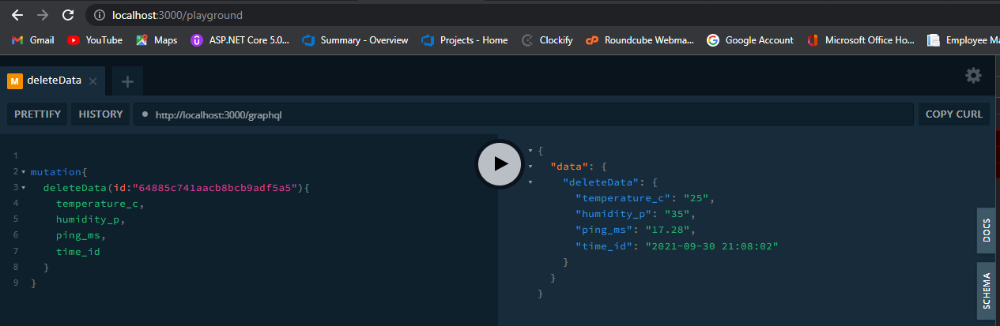 localhost:3000/playground
Gmail YouTube Maps ASP.NET Core 5.0... Summary - Overview Projects - Home Clockify Roundcube Webma... Google Account Microsoft Office Ho... Employee Ma
M deleteData
PRETTIFY HISTORY http://localhost:3000/graphql COPY CURL
1
2 mutation{
3 deleteData(id:"64885c741aacb8bcb9adf5a5"){
4 temperature_c,
5 humidity_p,
6 ping_ms,
7 time_id
8 }
9 }
{
"data": {
"deleteData": {
"temperature_c": "25",
"humidity_p": "35",
"ping_ms": "17.28",
"time_id": "2021-09-30 21:08:02"
}
}
}
DOCS
SCHEMA